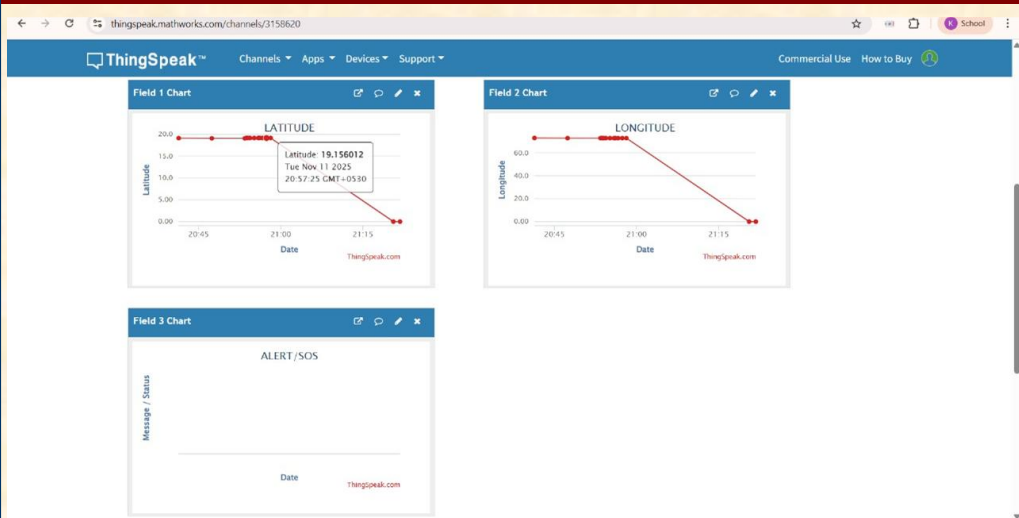 thingspeak.mathworks.com/channels/3158620
K School
ThingSpeak™ Channels Apps Devices Support Commercial Use How to Buy
Field 1 Chart
LATITUDE
Latitude
20.0
15.0
10.0
5.00
0.00
Latitude: 19.156012
Tue Nov 11 2025
20:57:25 GMT+0530
20:45 21:00 21:15
Date
ThingSpeak.com
Field 2 Chart
LONGITUDE
Longitude
60.0
40.0
20.0
0.00
20:45 21:00 21:15
Date
ThingSpeak.com
Field 3 Chart
ALERT/SOS
Message / Status
Date
ThingSpeak.com